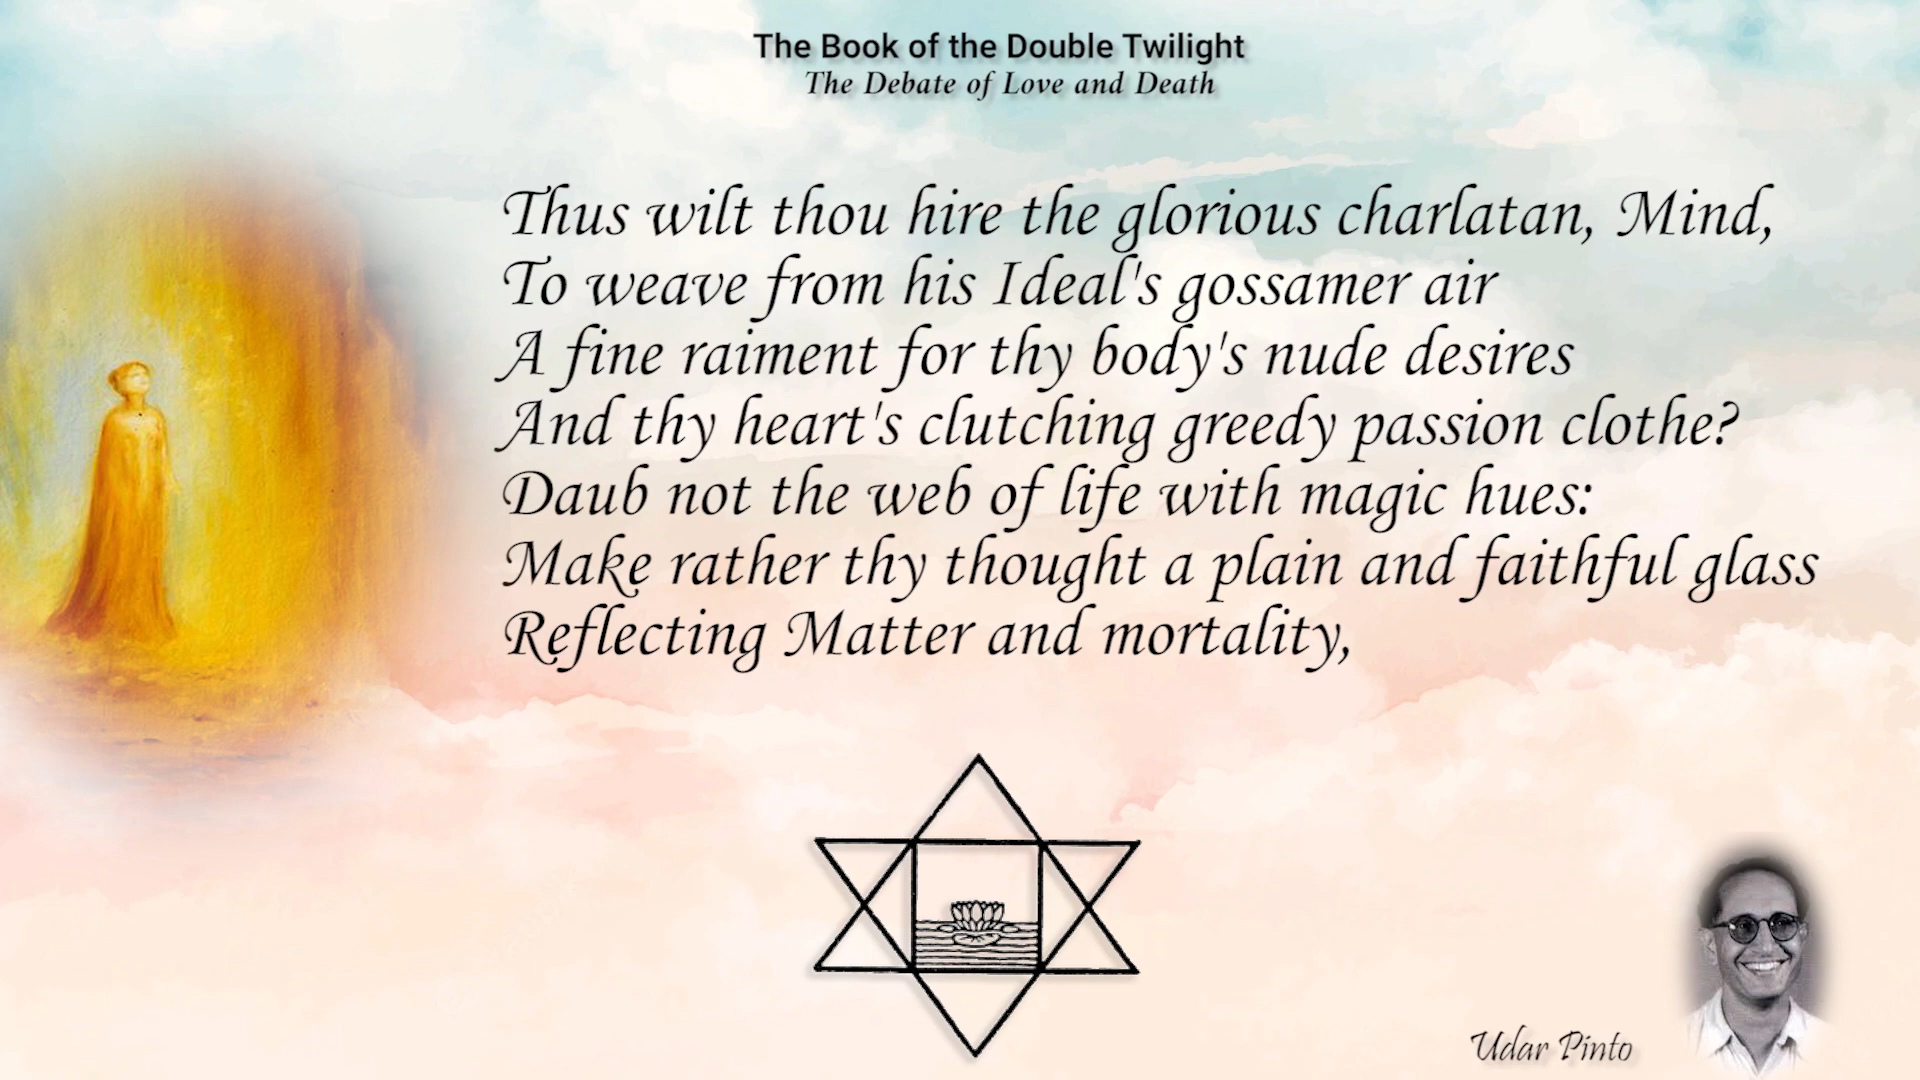 The Book of the Double Twilight
The Debate of Love and Death
Thus wilt thou hire the glorious charlatan, Mind,
To weave from his Ideal's gossamer air
A fine raiment for thy body's nude desires
And thy heart's clutching greedy passion clothe?
Daub not the web of life with magic hues:
Make rather thy thought a plain and faithful glass
Reflecting Matter and mortality,
Udar Pinto